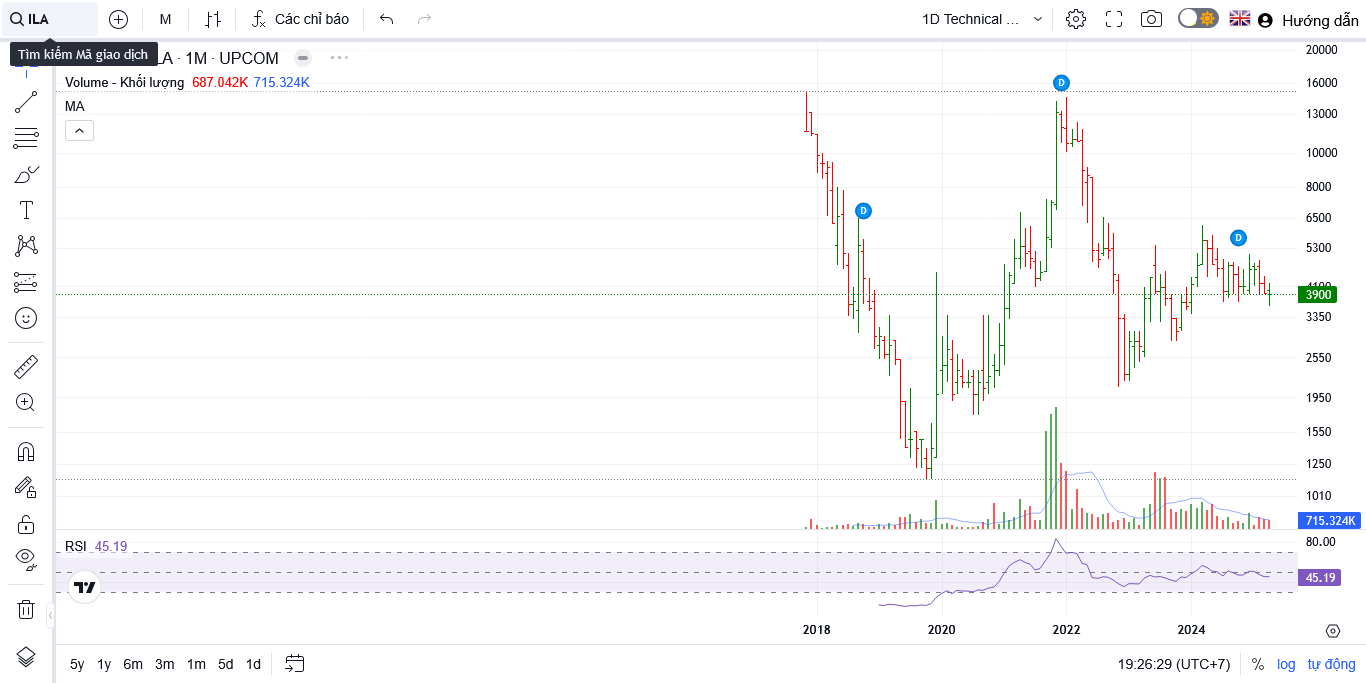 ILA
M
Các chỉ báo
1D Technical ...
Hướng dẫn
Tìm kiếm Mã giao dịch
LA · 1M · UPCOM
Volume - Khối lượng 687.042K 715.324K
MA
D
D
D
20000
16000
13000
10000
8000
6500
5300
3900
3350
2550
1950
1550
1250
1010
715.324K
RSI 45.19
80.00
45.19
2018 2020 2022 2024
5y 1y 6m 3m 1m 5d 1d
19:26:29 (UTC+7) % log tự động